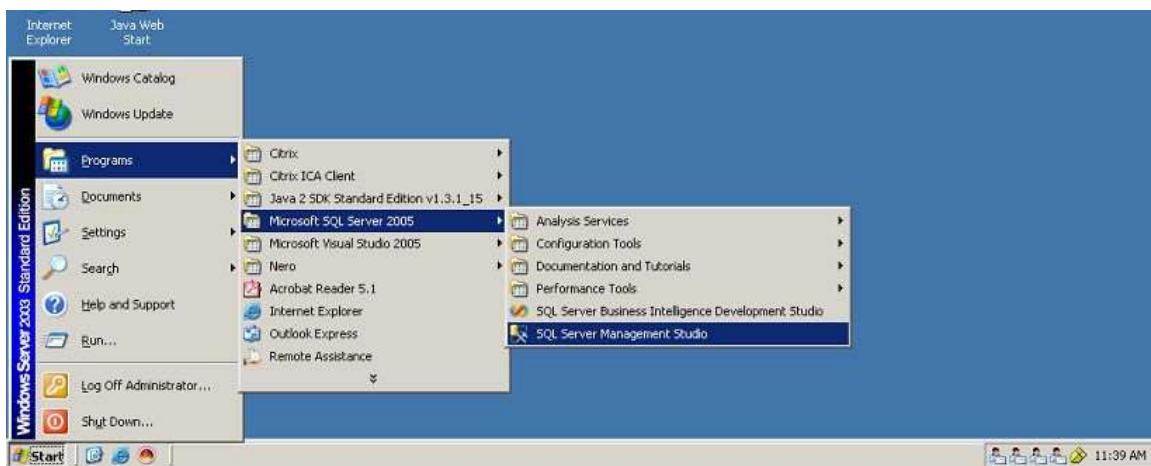 Internet
Explorer
Java Web
Start
Windows Catalog
Windows Update
Programs
Documents
Settings
Search
Help and Support
Run...
Log Off Administrator...
Shut Down...
Windows Server 2003 Standard Edition
Citrix
Citrix ICA Client
Java 2 SDK Standard Edition v1.3.1_15
Microsoft SQL Server 2005
Microsoft Visual Studio 2005
Nero
Acrobat Reader 5.1
Internet Explorer
Outlook Express
Remote Assistance
Analysis Services
Configuration Tools
Documentation and Tutorials
Performance Tools
SQL Server Business Intelligence Development Studio
SQL Server Management Studio
Start
11:39 AM